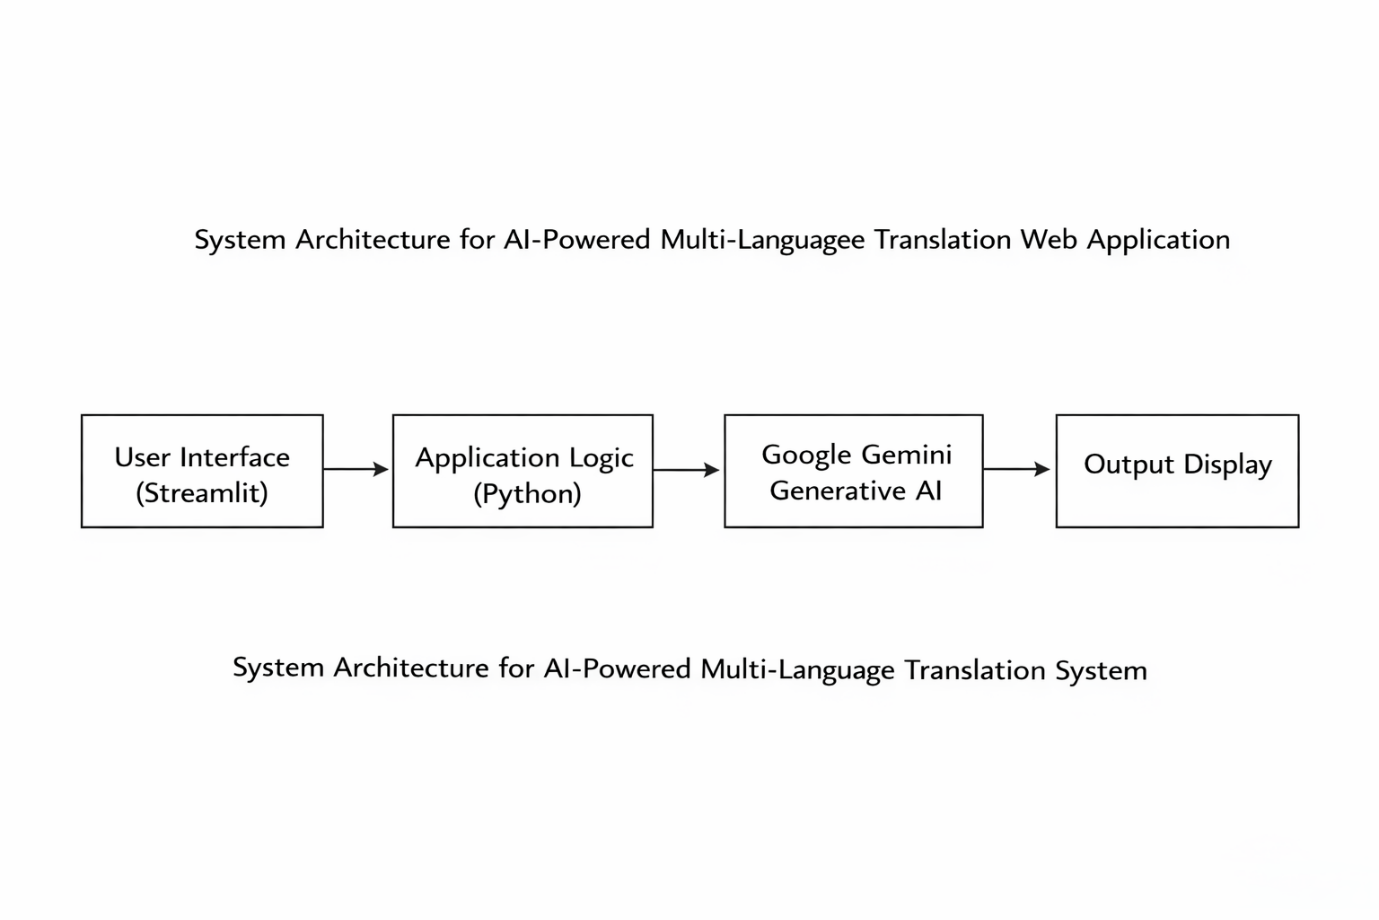 System Architecture for AI-Powered Multi-Languagee Translation Web Application
User Interface
(Streamlit)
Application Logic
(Python)
Google Gemini
Generative AI
Output Display
System Architecture for AI-Powered Multi-Language Translation System